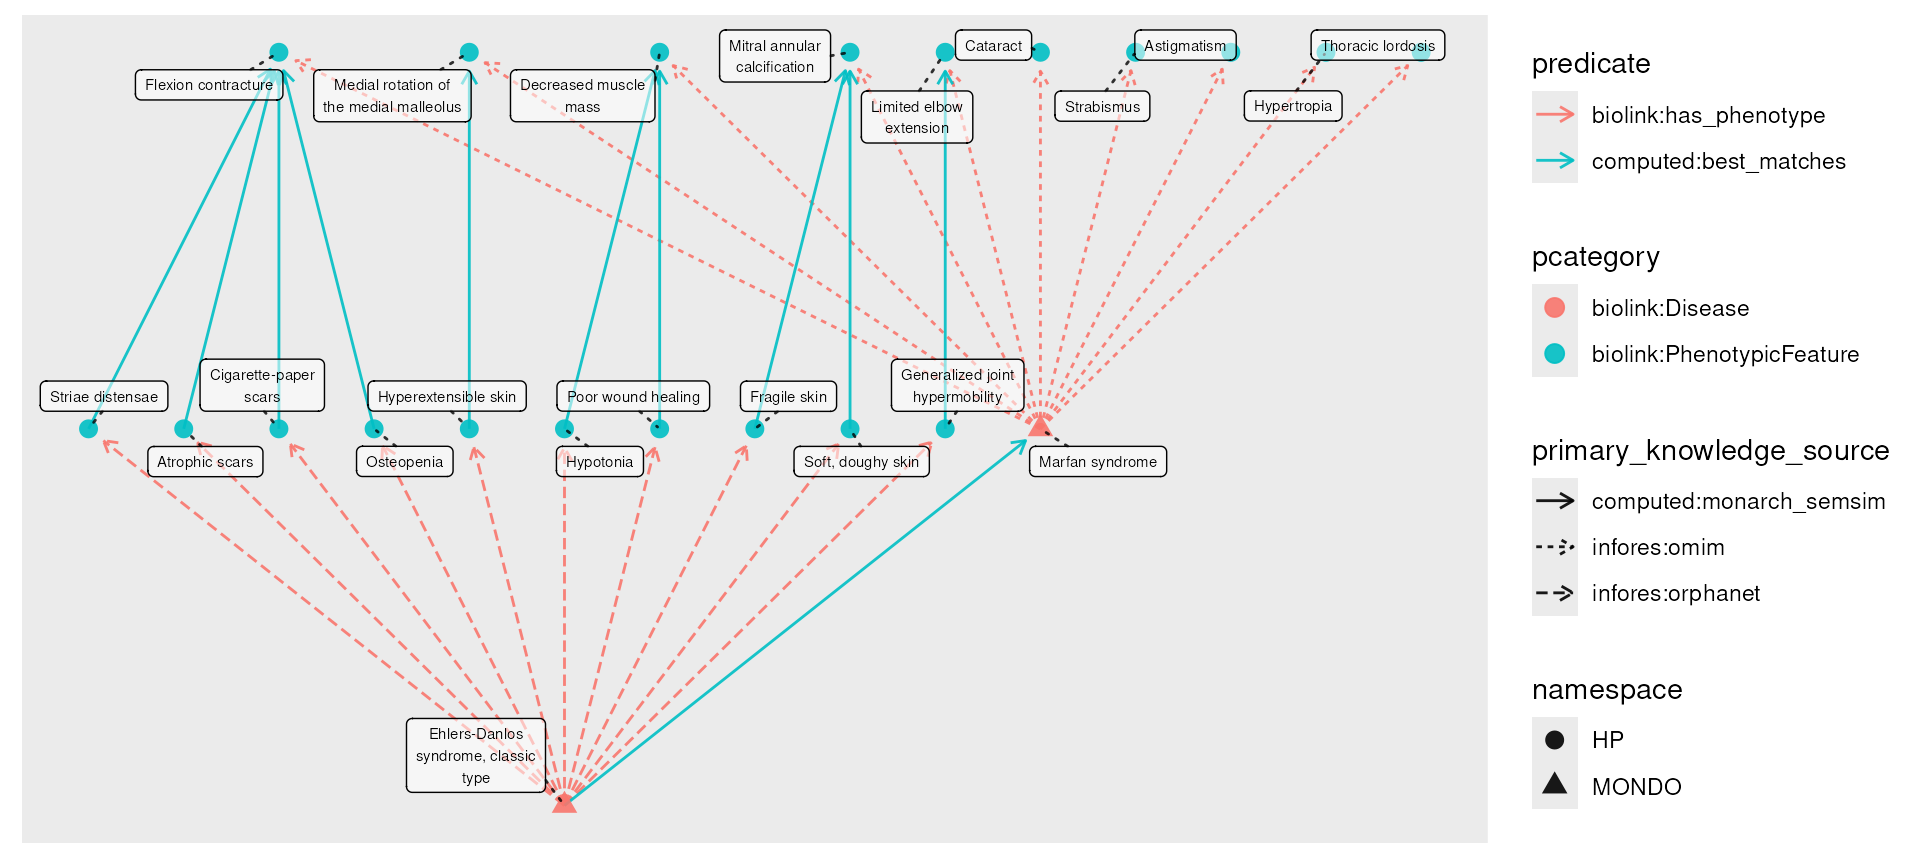 Mitral annular
calcification
Cataract
Astigmatism
Thoracic lordosis
Flexion contracture
Medial rotation of
the medial malleolus
Decreased muscle
mass
Limited elbow
extension
Strabismus
Hypertropia
Striae distensae
Cigarette-paper
scars
Hyperextensible skin
Poor wound healing
Fragile skin
Generalized joint
hypermobility
Atrophic scars
Osteopenia
Hypotonia
Soft, doughy skin
Marfan syndrome
Ehlers-Danlos
syndrome, classic
type
predicate
biolink:has_phenotype
computed:best_matches
pcategory
biolink:Disease
biolink:PhenotypicFeature
primary_knowledge_source
computed:monarch_semsim
infores:omim
infores:orphanet
namespace
HP
MONDO